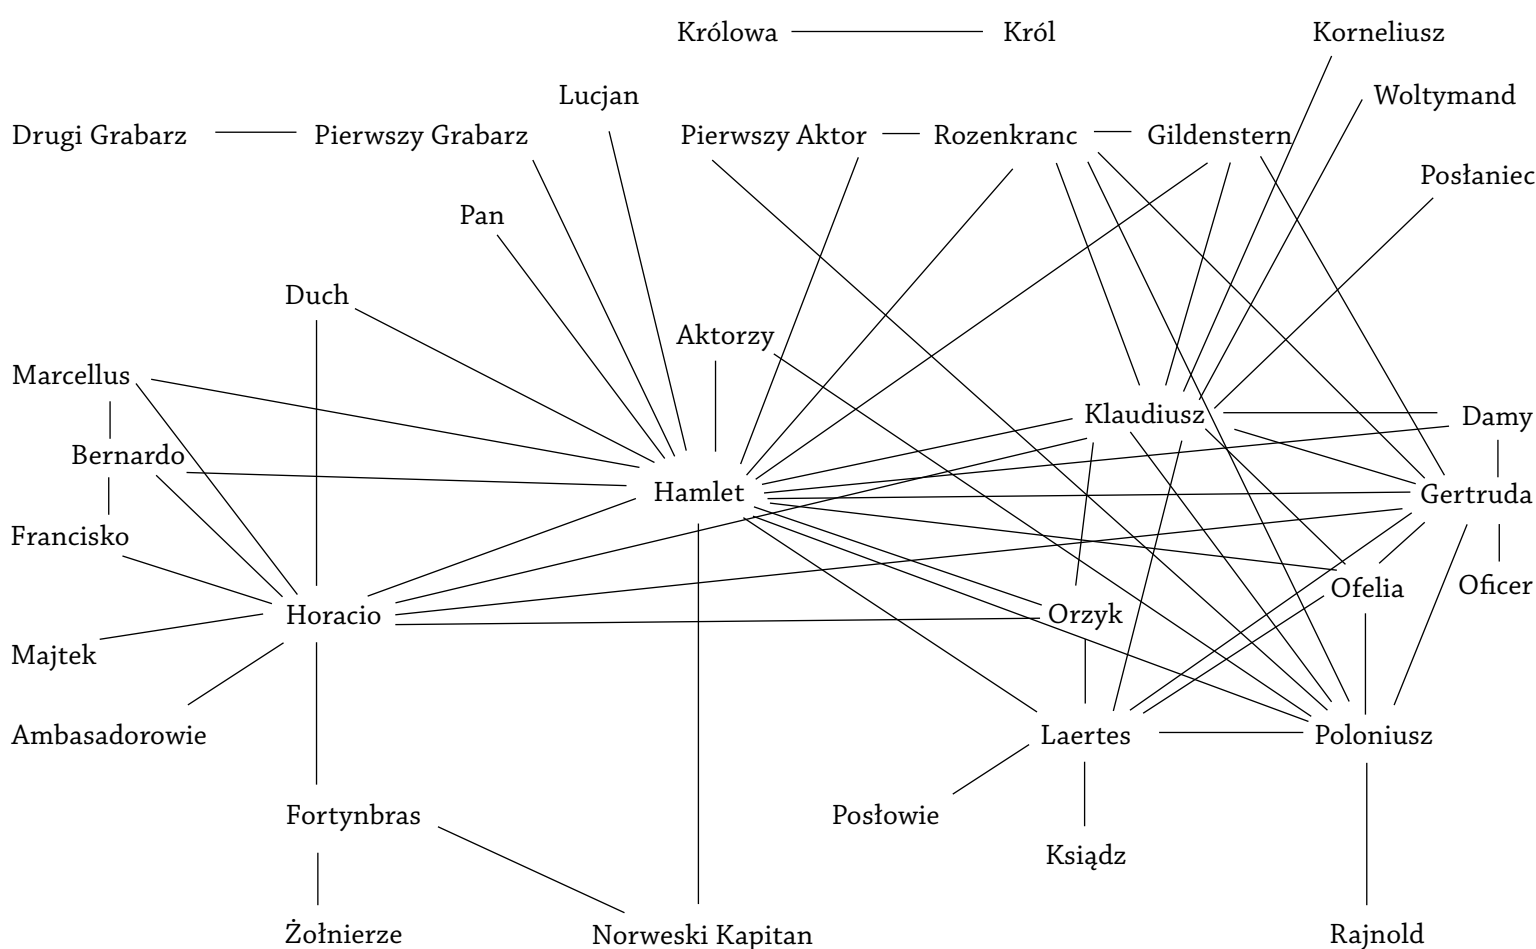 Królowa
Król
Korneliusz
Lucjan
Woltymand
Drugi Grabarz
Pierwszy Grabarz
Pierwszy Aktor
Rozenkranc
Gildenstern
Posłaniec
Pan
Duch
Aktorzy
Marcellus
Klaudiusz
Damy
Bernardo
Hamlet
Gertruda
Francisko
Ofelia
Oficer
Horacio
Orzyk
Majtek
Ambasadorowie
Laertes
Poloniusz
Fortynbras
Posłowie
Ksiądz
Żołnierze
Norweski Kapitan
Rajnold